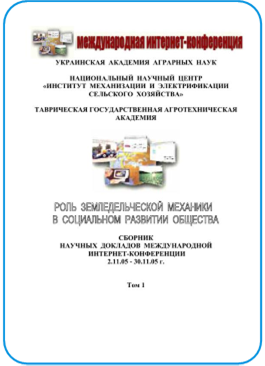 международная интернет-конференция
УКРАИНСКАЯ АКАДЕМИЯ АГРАРНЫХ НАУК
НАЦИОНАЛЬНЫЙ НАУЧНЫЙ ЦЕНТР
«ИНСТИТУТ МЕХАНИЗАЦИИ И ЭЛЕКТРИФИКАЦИИ
СЕЛЬСКОГО ХОЗЯЙСТВА»
ТАВРИЧЕСКАЯ ГОСУДАРСТВЕННАЯ АГРОТЕХНИЧЕСКАЯ
АКАДЕМИЯ
РОЛЬ ЗЕМЛЕДЕЛЬЧЕСКОЙ МЕХАНИКИ
В СОЦИАЛЬНОМ РАЗВИТИИ ОБЩЕСТВА
СБОРНИК
НАУЧНЫХ ДОКЛАДОВ МЕЖДУНАРОДНОЙ
ИНТЕРНЕТ-КОНФЕРЕНЦИИ
2.11.05 - 30.11.05 г.
Том 1